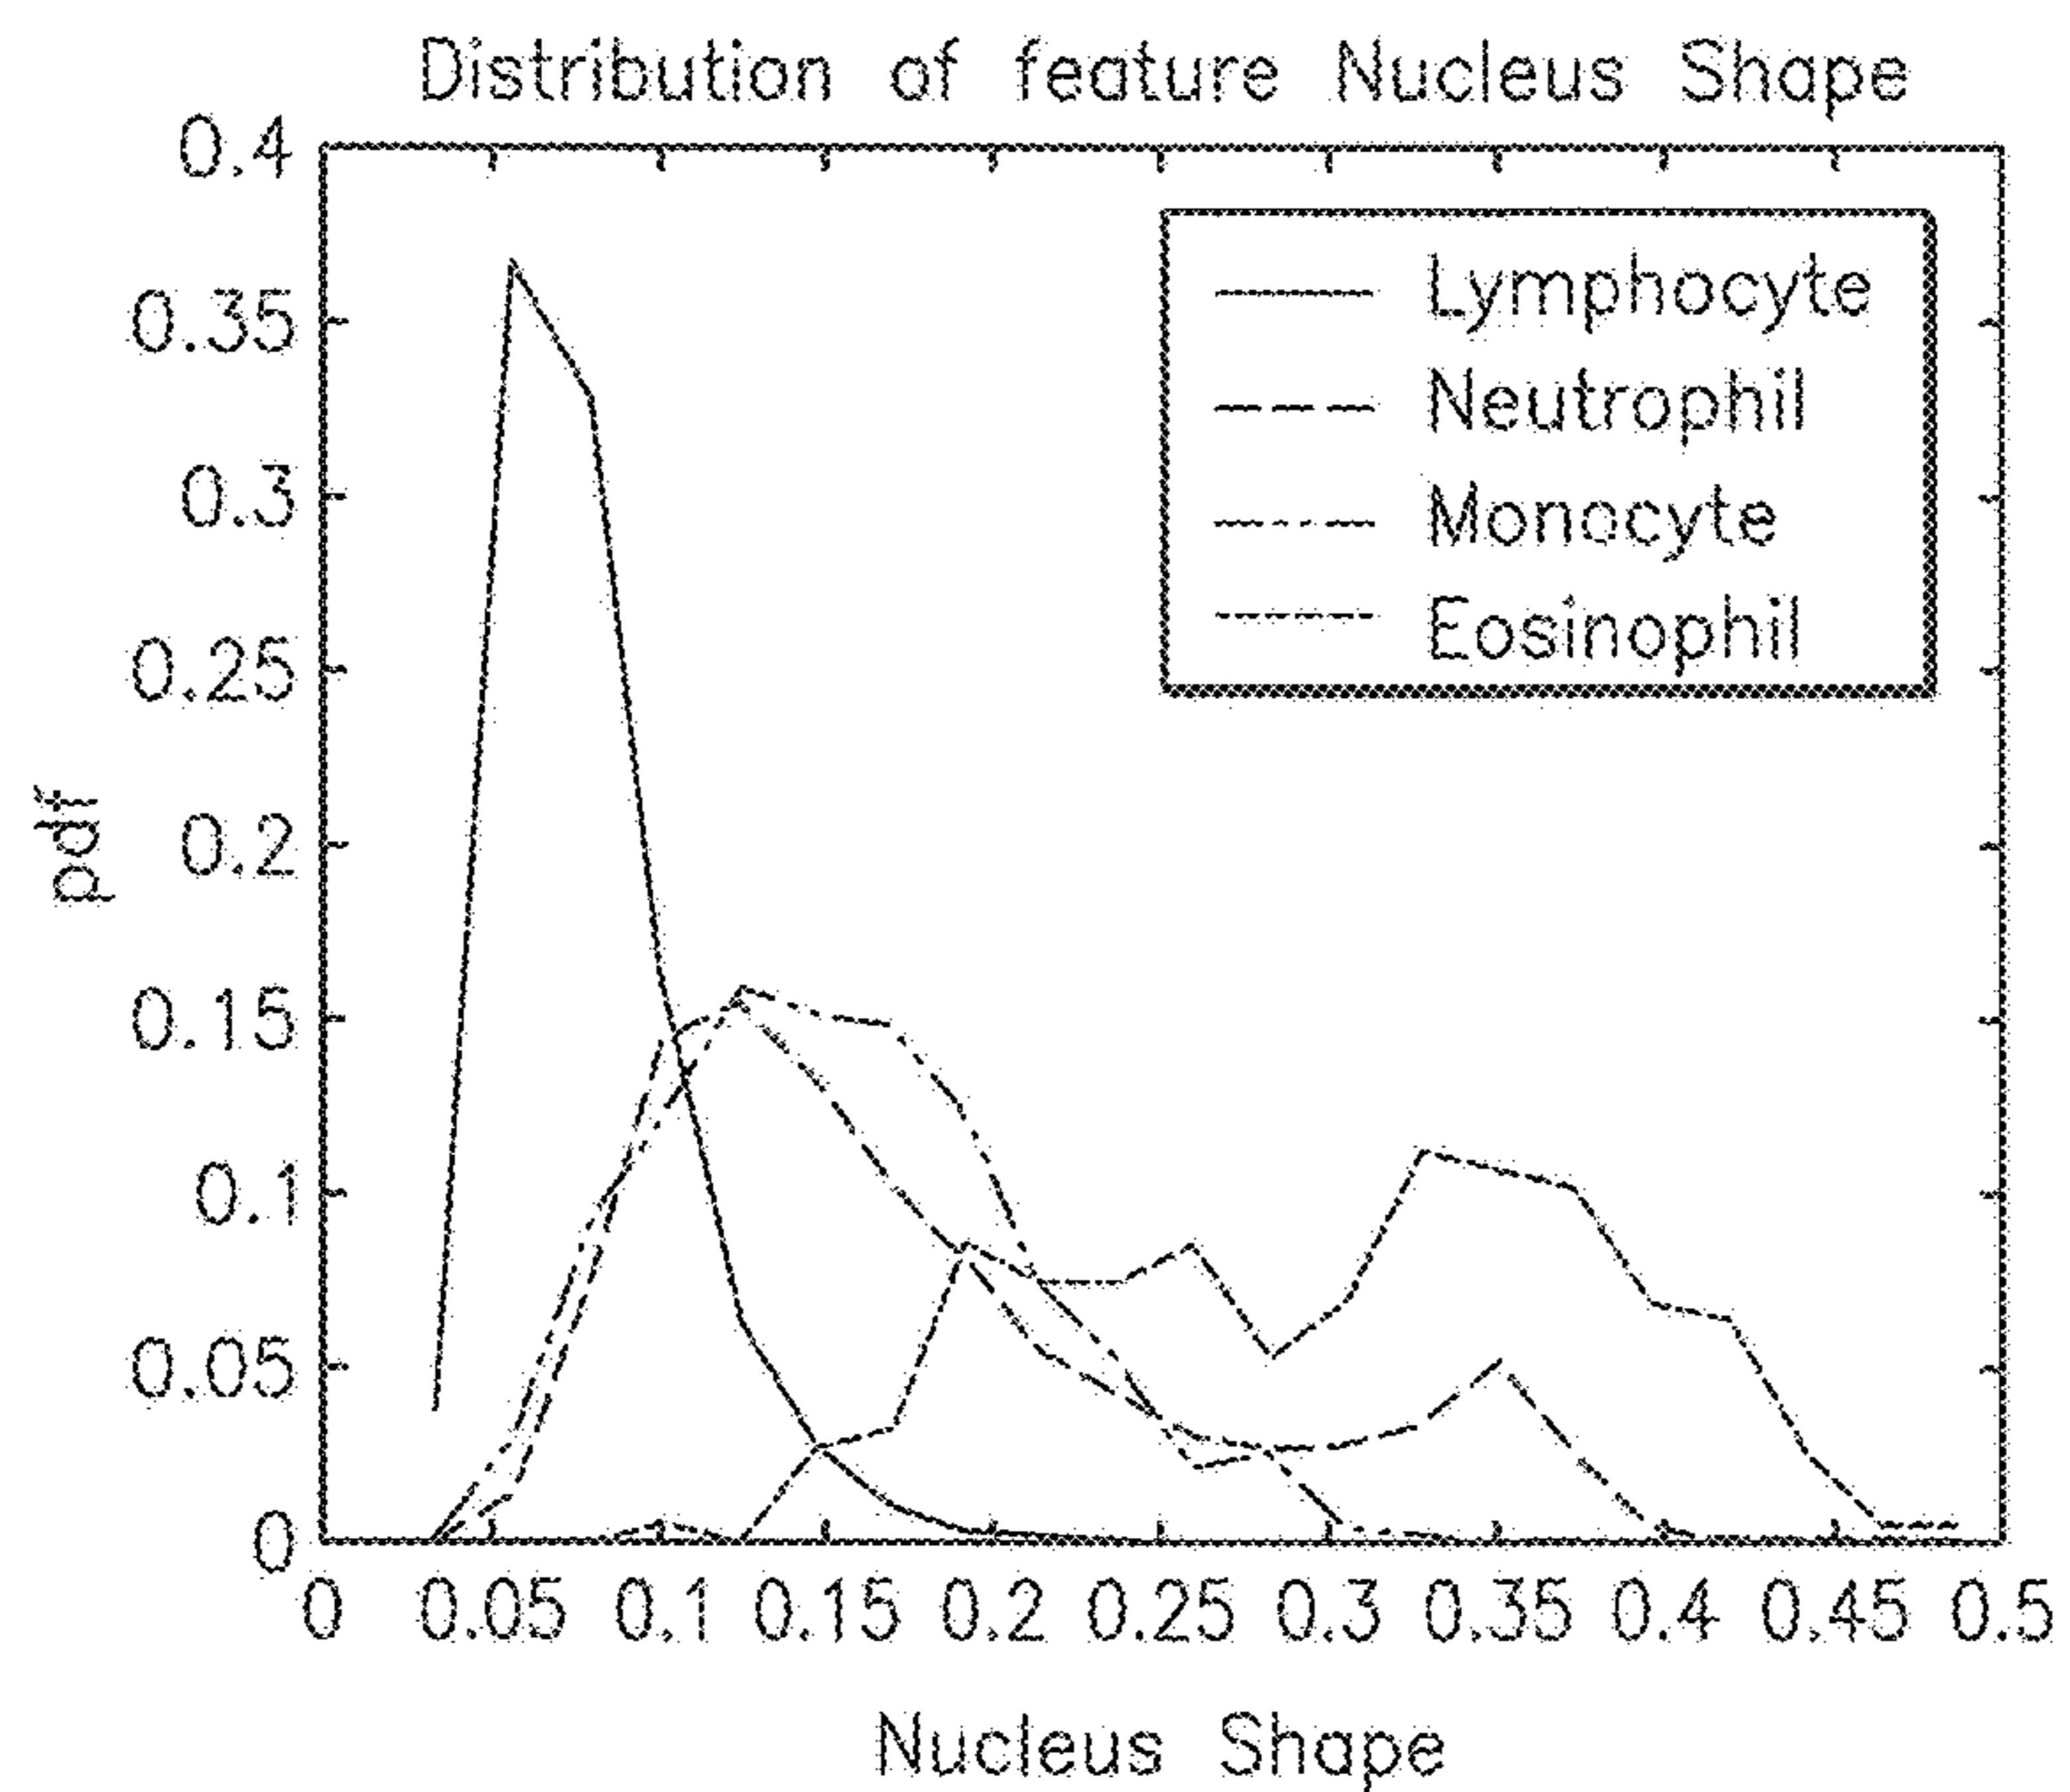 Distribution of feature Nucleus Shape
0.4
0.35
0.3
0.25
0.2
0.15
0.1
0.05
0
pdf
Lymphocyte
Neutrophil
Monocyte
Eosinophil
0 0.05 0.1 0.15 0.2 0.25 0.3 0.35 0.4 0.45 0.5
Nucleus Shape